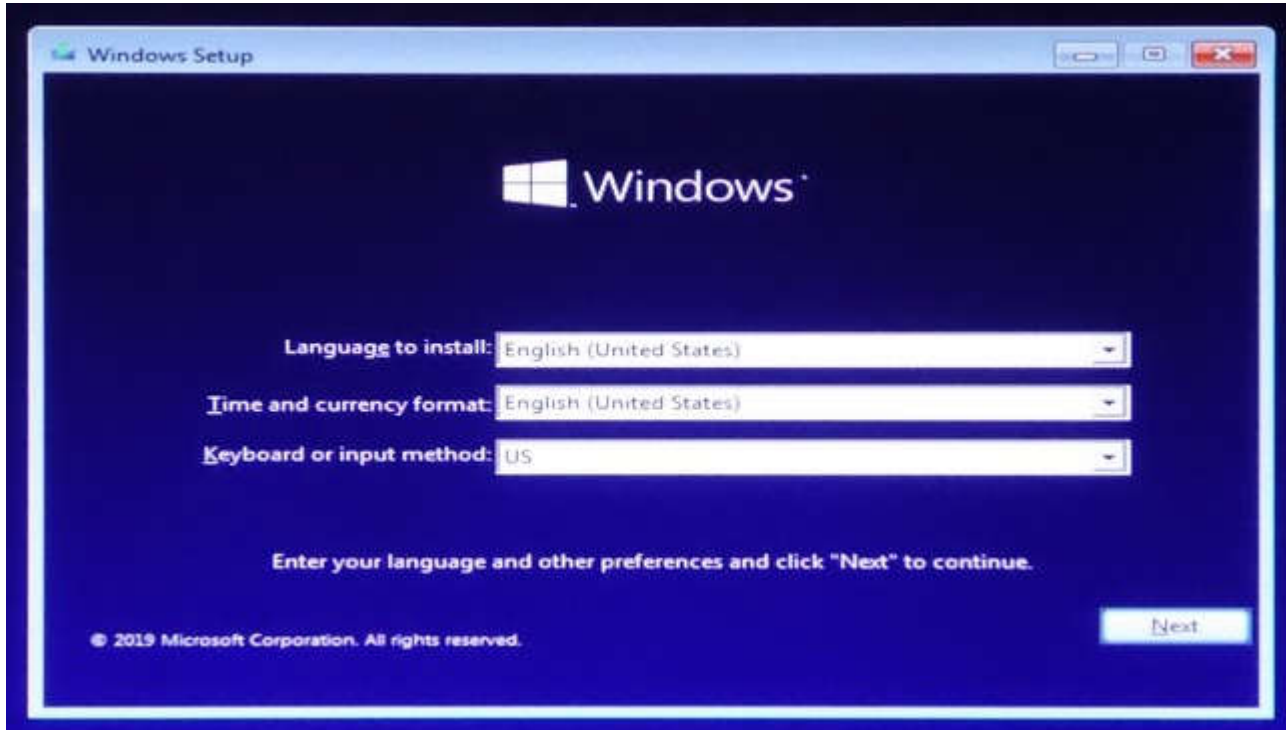 Windows Setup
Windows
Language to install: English (United States)
Time and currency format: English (United States)
Keyboard or input method: US
Enter your language and other preferences and click "Next" to continue.
© 2019 Microsoft Corporation. All rights reserved.
Next